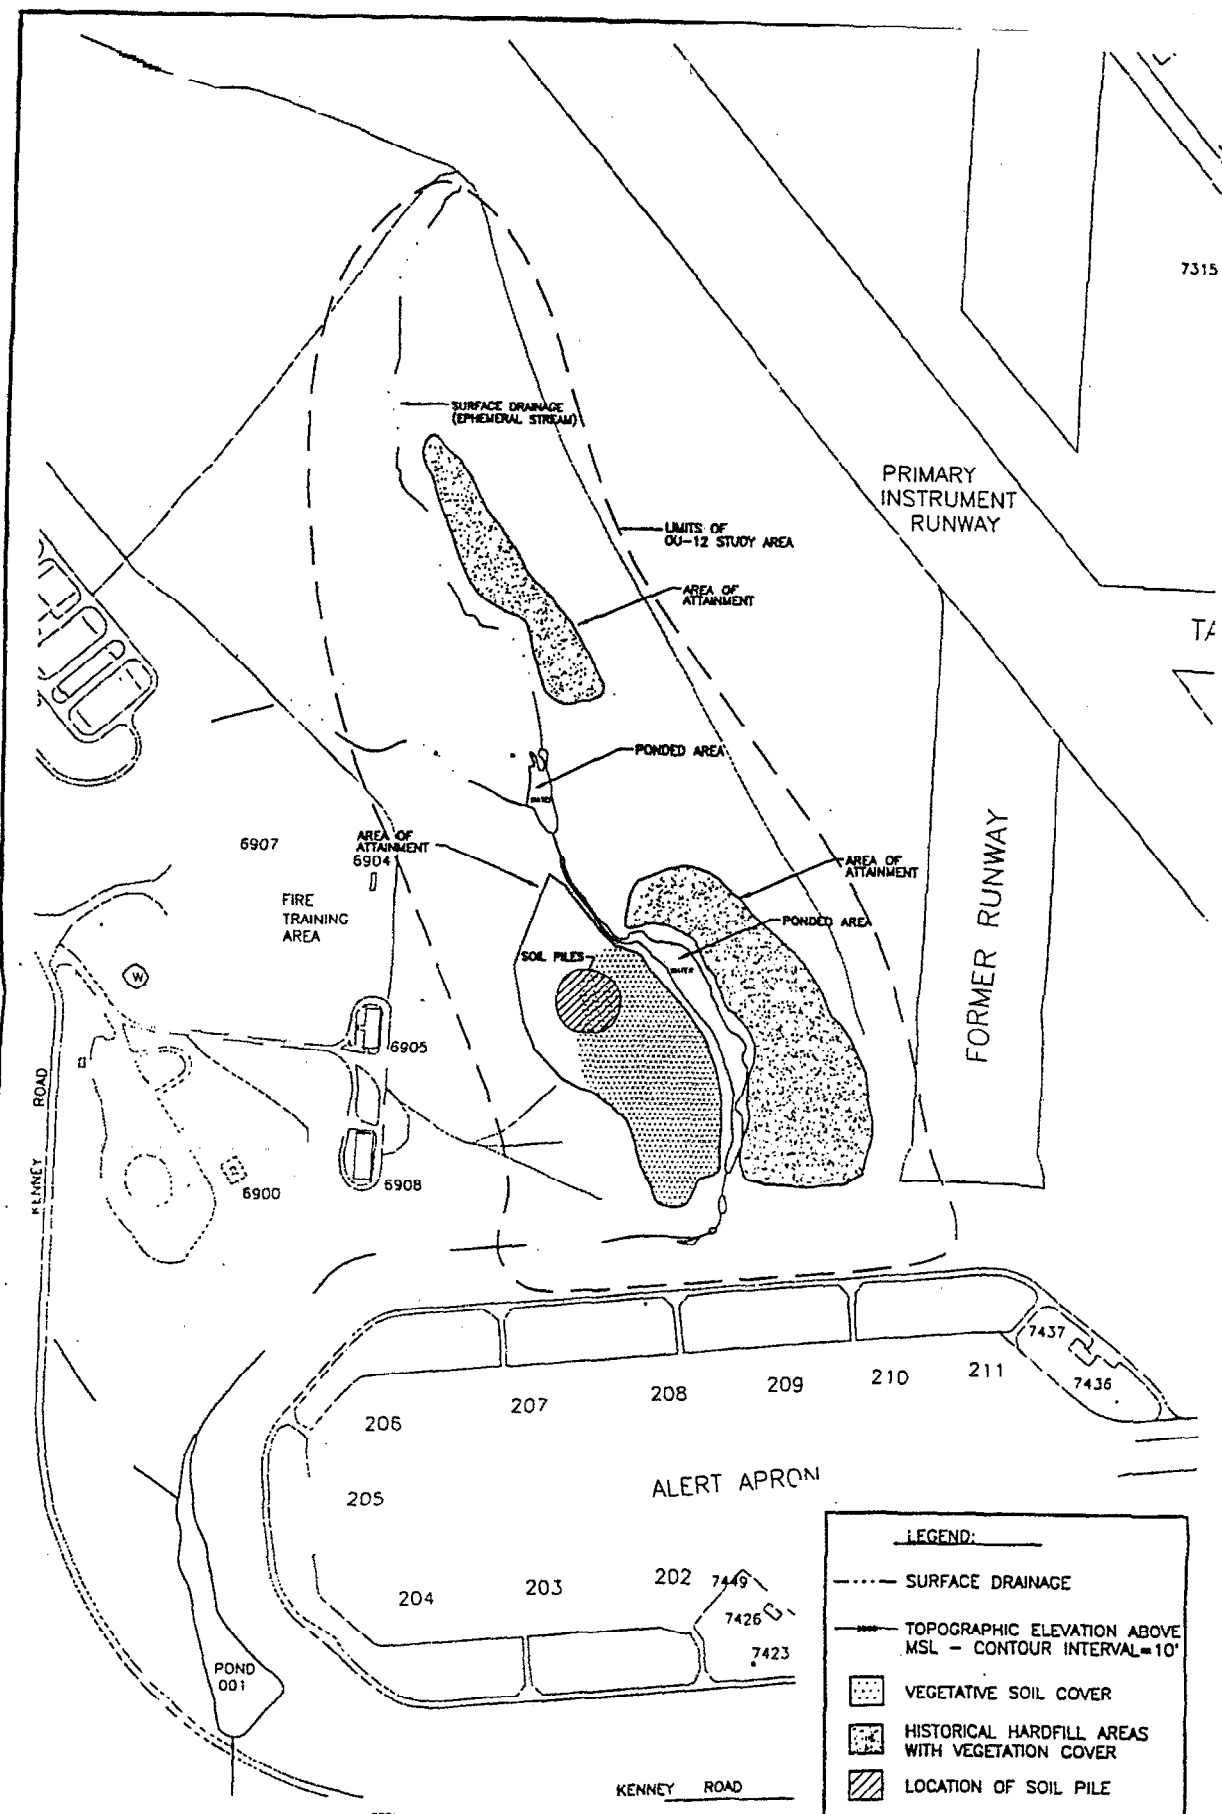 7315
SURFACE DRAINAGE
(EPHEMERAL STREAM)
PRIMARY
INSTRUMENT
RUNWAY
LIMITS OF
OU-12 STUDY AREA
AREA OF
ATTAINMENT
TA
PONDED AREA
WATER
6907
AREA OF
ATTAINMENT
6904
AREA OF
ATTAINMENT
FIRE
TRAINING
AREA
PONDED AREA
FORMER RUNWAY
SOIL PILES
WATER
W
6905
KENNEY ROAD
6900
6908
7437
7436
206
207
208
209
210
211
205
ALERT APRON
204
203
202
7449
7426
7423
POND
001
KENNEY ROAD
LEGEND:
SURFACE DRAINAGE
TOPOGRAPHIC ELEVATION ABOVE
MSL - CONTOUR INTERVAL=10'
VEGETATIVE SOIL COVER
HISTORICAL HARDFILL AREAS
WITH VEGETATION COVER
LOCATION OF SOIL PILE